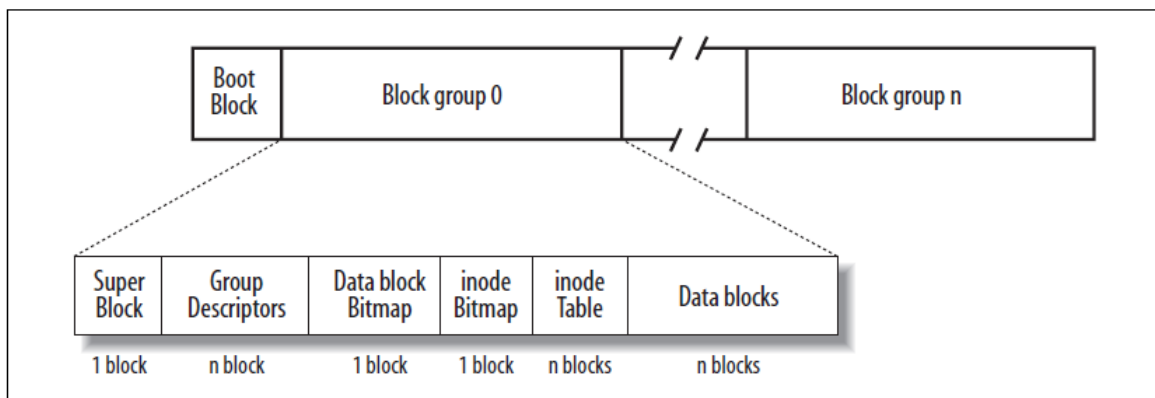 Boot
Block
Block group 0
Block group n
Super
Block
Group
Descriptors
Data block
Bitmap
inode
Bitmap
inode
Table
Data blocks
1 block
n block
1 block
1 block
n blocks
n blocks